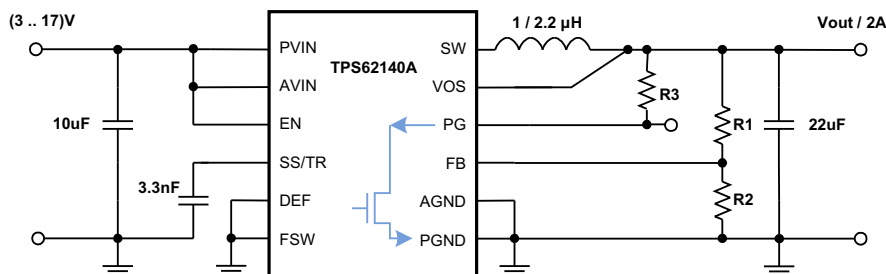 (3 .. 17)V
1 / 2.2 µH
Vout / 2A
TPS62140A
PVIN
SW
AVIN
VOS
R3
10uF
EN
PG
R1
22uF
SS/TR
FB
3.3nF
DEF
AGND
R2
FSW
PGND